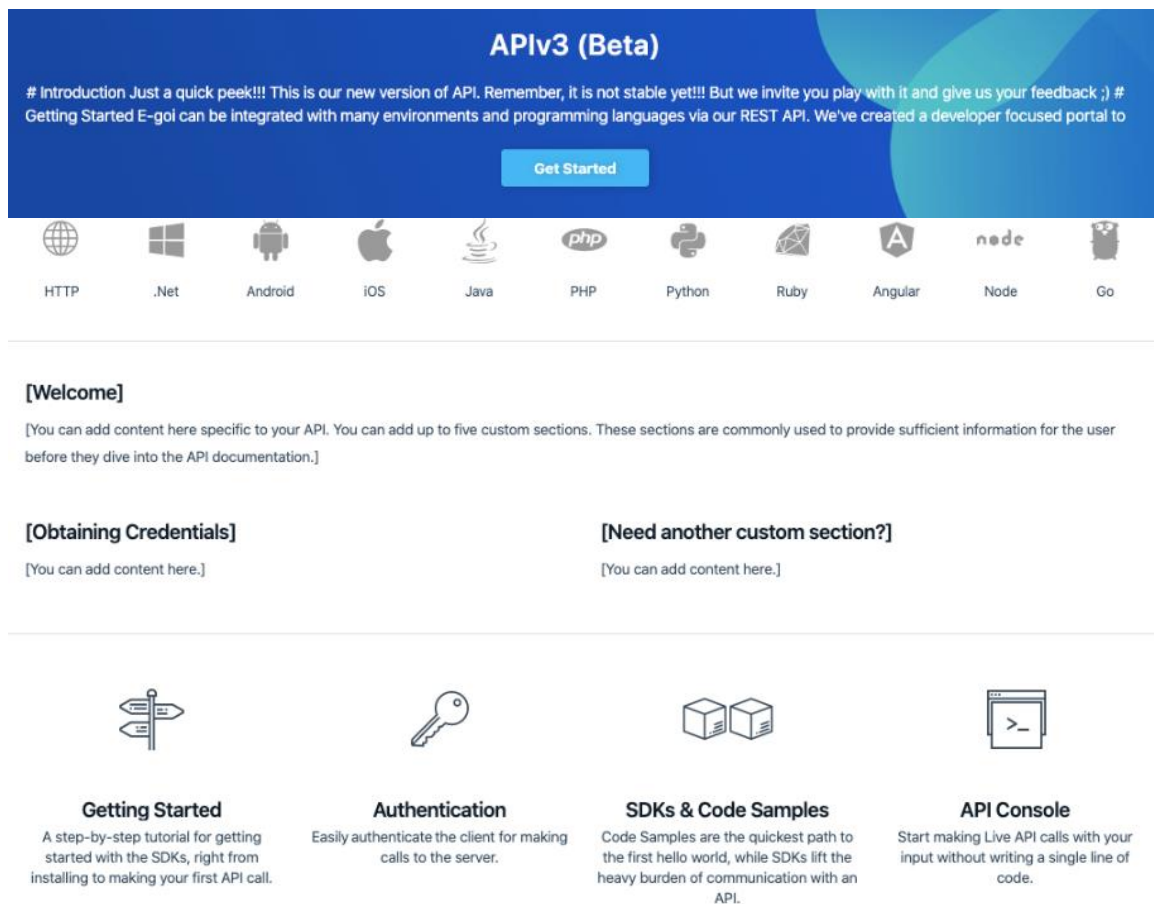 APIv3 (Beta)
# Introduction Just a quick peek!!! This is our new version of API. Remember, it is not stable yet!!! But we invite you play with it and give us your feedback ;) #
Getting Started E-goi can be integrated with many environments and programming languages via our REST API. We've created a developer focused portal to
Get Started
php
A
node
HTTP .Net Android iOS Java PHP Python Ruby Angular Node Go
[Welcome]
[You can add content here specific to your API. You can add up to five custom sections. These sections are commonly used to provide sufficient information for the user
before they dive into the API documentation.]
[Obtaining Credentials]
[You can add content here.]
[Need another custom section?]
[You can add content here.]
>_
Getting Started
A step-by-step tutorial for getting
started with the SDKs, right from
installing to making your first API call.
Authentication
Easily authenticate the client for making
calls to the server.
SDKs & Code Samples
Code Samples are the quickest path to
the first hello world, while SDKs lift the
heavy burden of communication with an
API.
API Console
Start making Live API calls with your
input without writing a single line of
code.